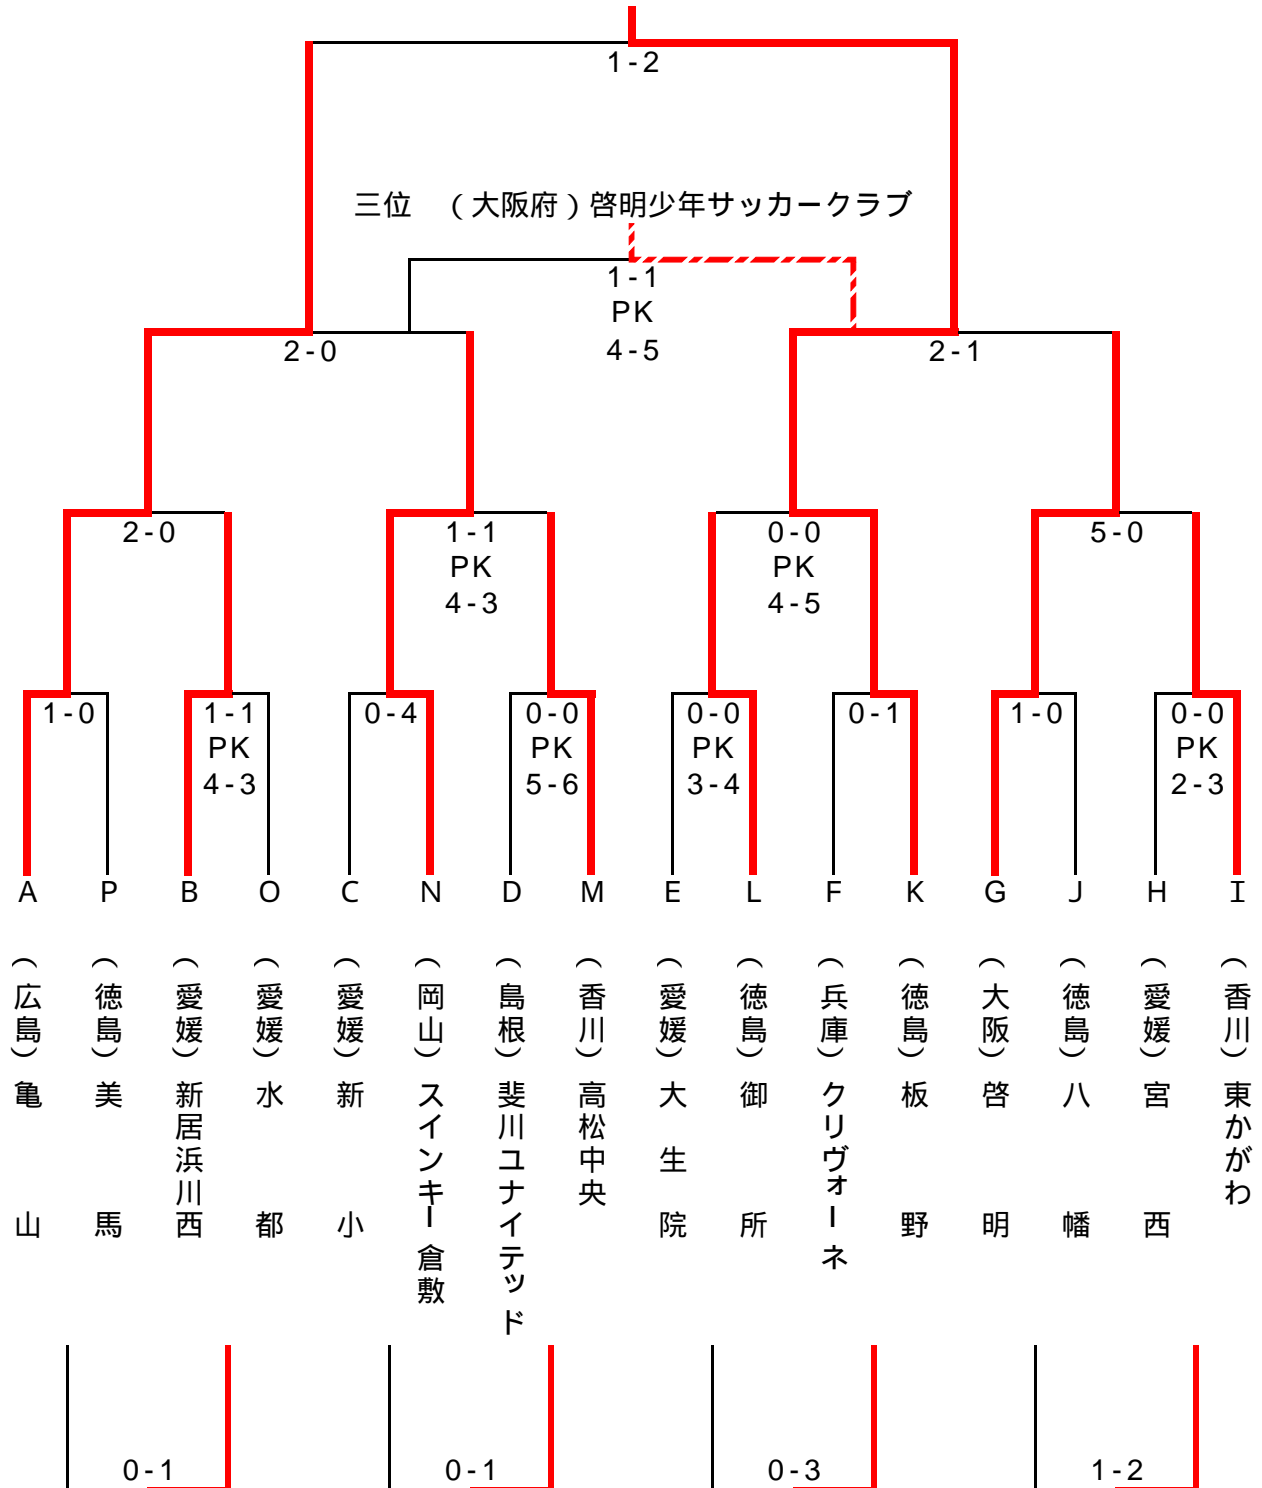 1-2
三位　（大阪府）啓明少年サッカークラブ
1-1
PK
4-5
2-0
2-1
2-0
1-1
PK
4-3
0-0
PK
4-5
5-0
1-0
1-1
PK
4-3
0-4
0-0
PK
5-6
0-0
PK
3-4
0-1
1-0
0-0
PK
2-3
A
P
B
O
C
N
D
M
E
L
F
K
G
J
H
I
（広島）亀山
（徳島）美馬
（愛媛）新居浜川西
（愛媛）水都
（愛媛）新小
（岡山）スインキー倉敷
（島根）斐川ユナイテッド
（香川）高松中央
（愛媛）大生院
（徳島）御所
（兵庫）クリヴォーネ
（徳島）板野
（大阪）啓明
（徳島）八幡
（愛媛）宮西
（香川）東かがわ
0-1
0-1
0-3
1-2